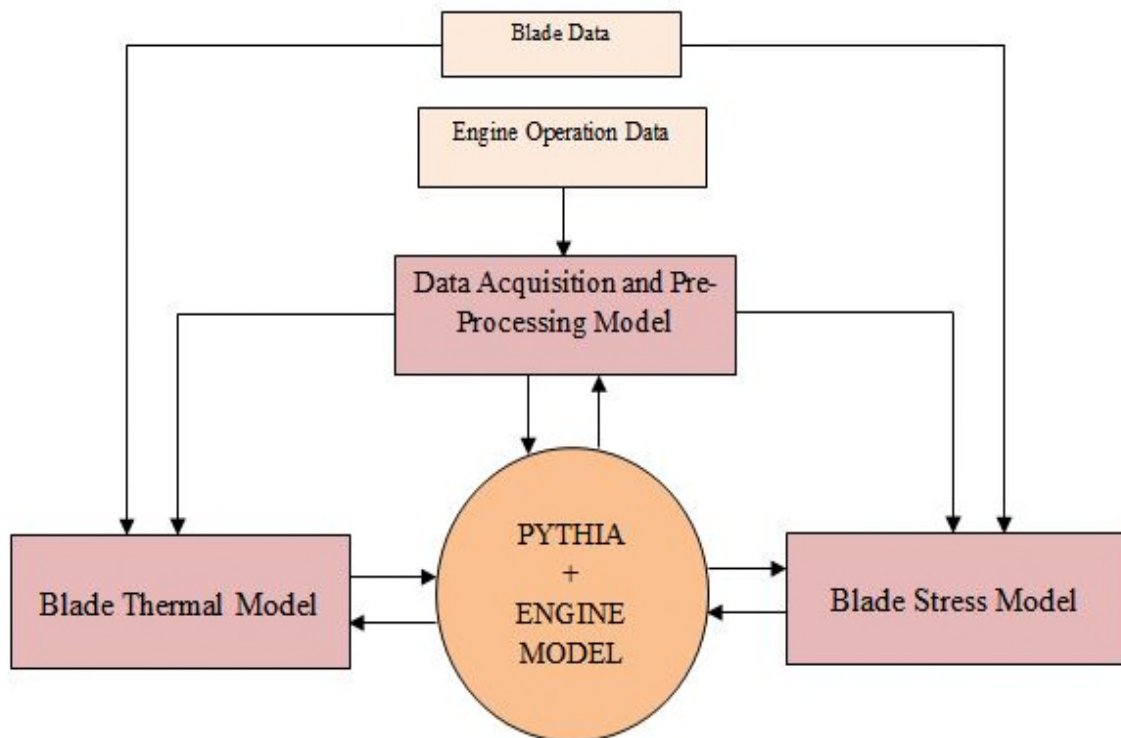 Blade Data
Engine Operation Data
Data Acquisition and Pre-
Processing Model
PYTHIA
+
ENGINE
MODEL
Blade Thermal Model
Blade Stress Model